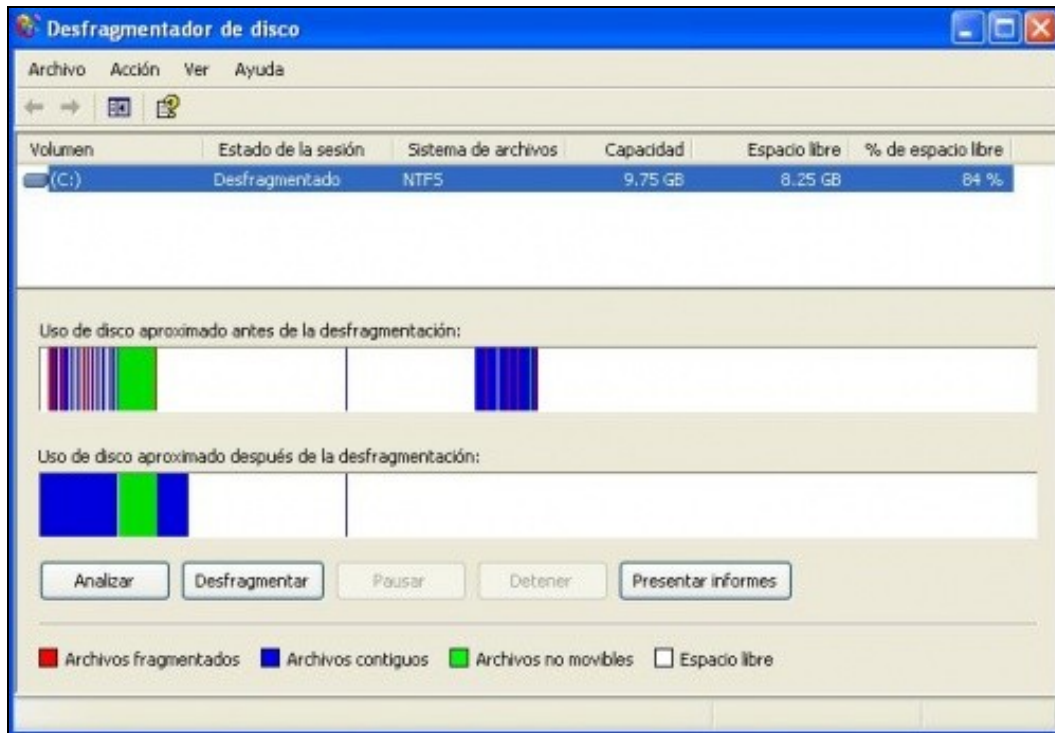 Desfragmentador de disco
Archivo Acción Ver Ayuda
Volumen Estado de la sesión Sistema de archivos Capacidad Espacio libre % de espacio libre
(C:) Desfragmentado NTFS 9.75 GB 8.25 GB 84 %
Uso de disco aproximado antes de la desfragmentación:
Uso de disco aproximado después de la desfragmentación:
Analizar Desfragmentar Pausar Detener Presentar informes
Archivos fragmentados Archivos contiguos Archivos no movibles Espacio libre